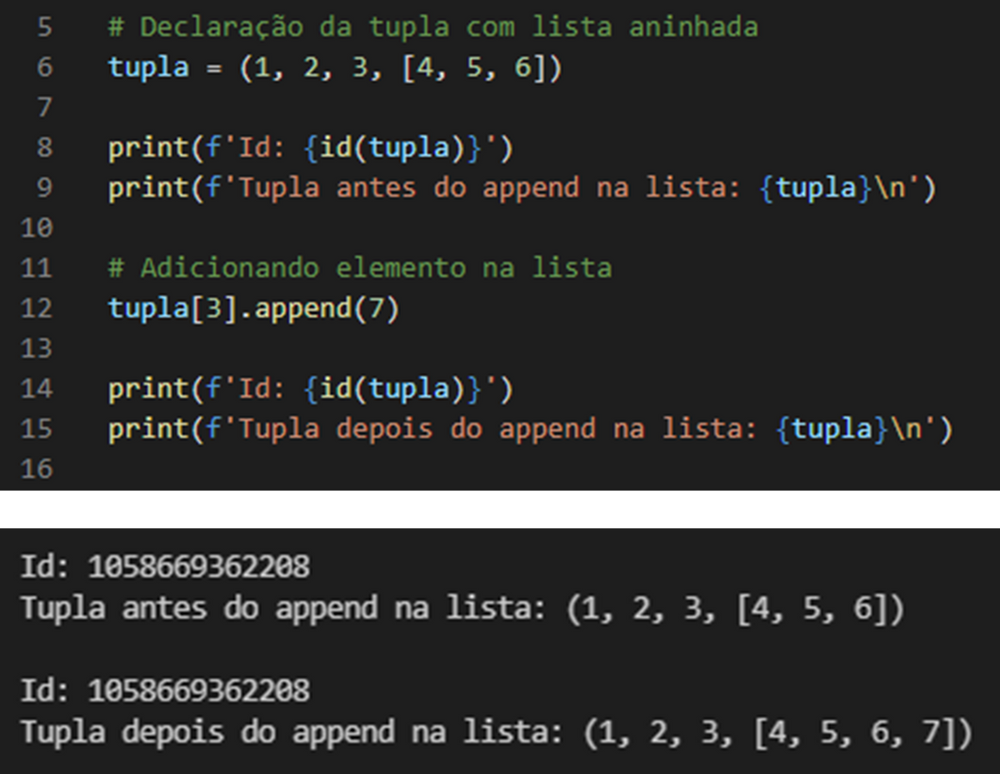 5 # Declaração da tupla com lista aninhada
6 tupla = (1, 2, 3, [4, 5, 6])
7
8 print(f'Id: {id(tupla)}')
9 print(f'Tupla antes do append na lista: {tupla}\n')
10
11 # Adicionando elemento na lista
12 tupla[3].append(7)
13
14 print(f'Id: {id(tupla)}')
15 print(f'Tupla depois do append na lista: {tupla}\n')
16
Id: 1058669362208
Tupla antes do append na lista: (1, 2, 3, [4, 5, 6])
Id: 1058669362208
Tupla depois do append na lista: (1, 2, 3, [4, 5, 6, 7])